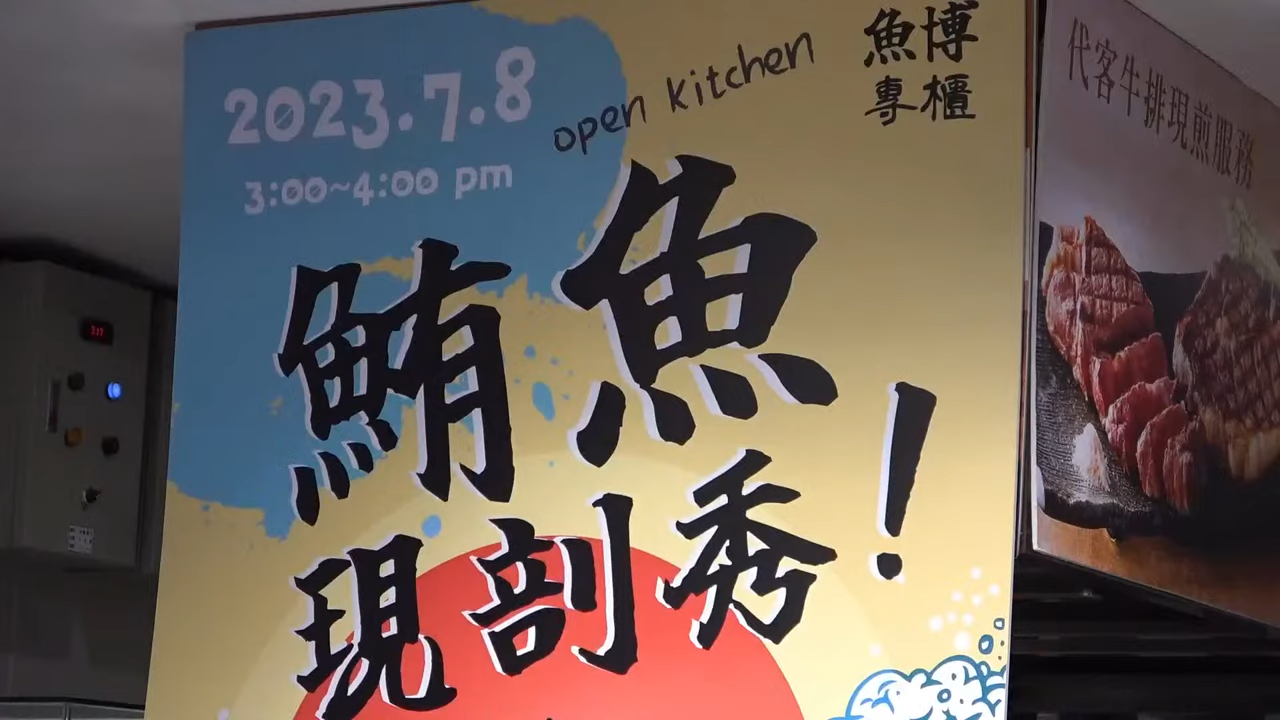 2023.7.8
3:00~4:00 pm
open kitchen
魚博
專櫃
鮪魚
現剖秀!
代客牛排現煎服務